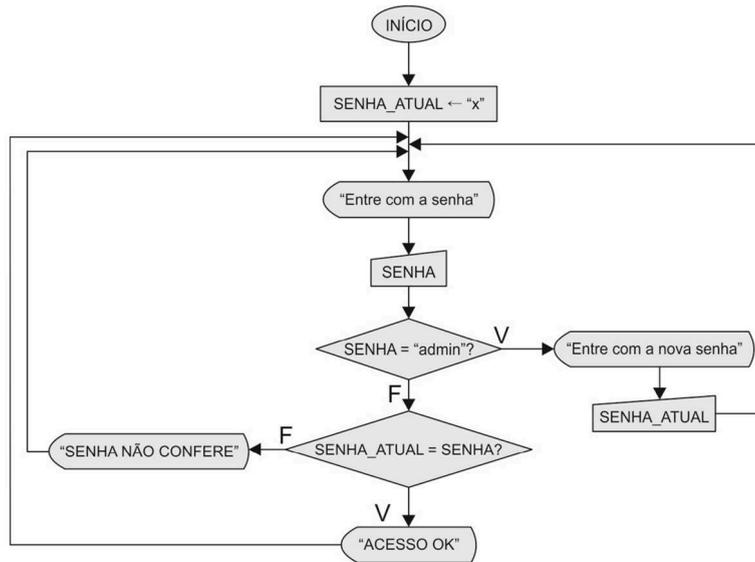 INÍCIO
SENHA_ATUAL ← “x”
“Entre com a senha”
SENHA
SENHA = “admin”?
V
“Entre com a nova senha”
F
SENHA_ATUAL
SENHA_ATUAL = SENHA?
F
“SENHA NÃO CONFERE”
V
“ACESSO OK”